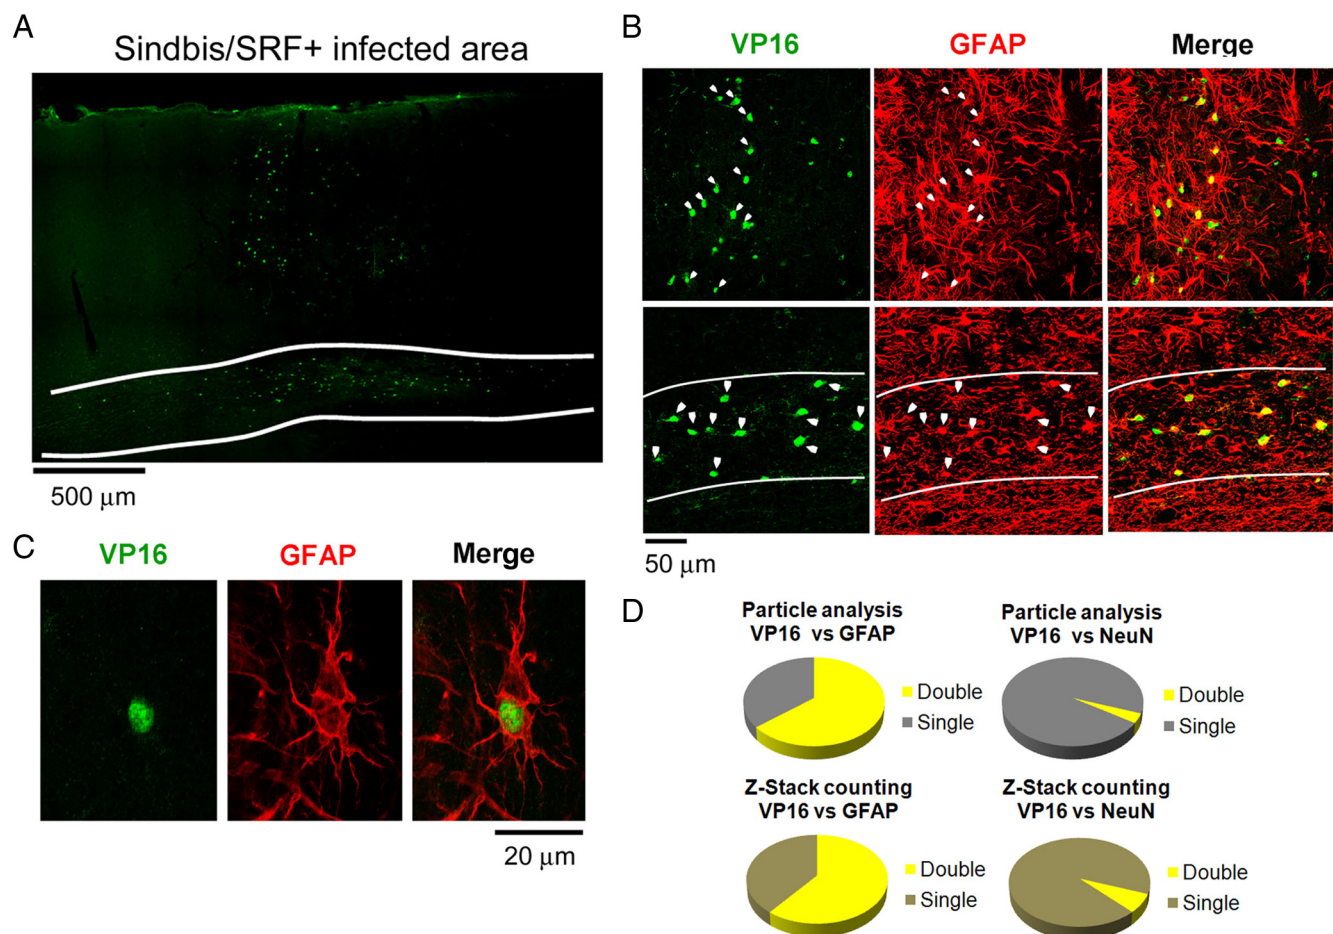 A
Sindbis/SRF+ infected area
500 μm
B
VP16
GFAP
Merge
50 μm
C
VP16
GFAP
Merge
20 μm
D
Particle analysis
VP16 vs GFAP
Double
Single
Particle analysis
VP16 vs NeuN
Double
Single
Z-Stack counting
VP16 vs GFAP
Double
Single
Z-Stack counting
VP16 vs NeuN
Double
Single